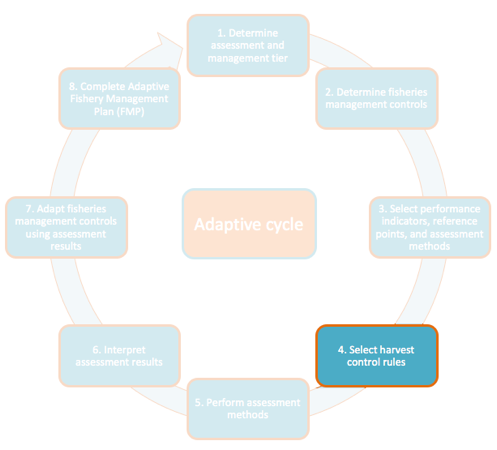 1. Determine
assessment and
management tier
2. Determine fisheries
management controls
3. Select performance
indicators, reference
points, and assessment
methods
4. Select harvest
control rules
5. Perform assessment
methods
6. Interpret
assessment results
7. Adapt fisheries
management controls
using assessment
results
8. Complete Adaptive
Fishery Management
Plan (FMP)
Adaptive cycle